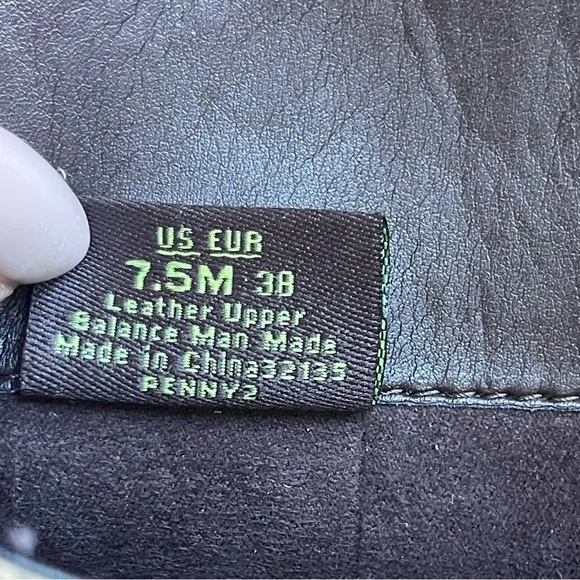 US EUR
7.5M 38
Leather Upper
Balance Man Made
Made in China32135
PENNY2